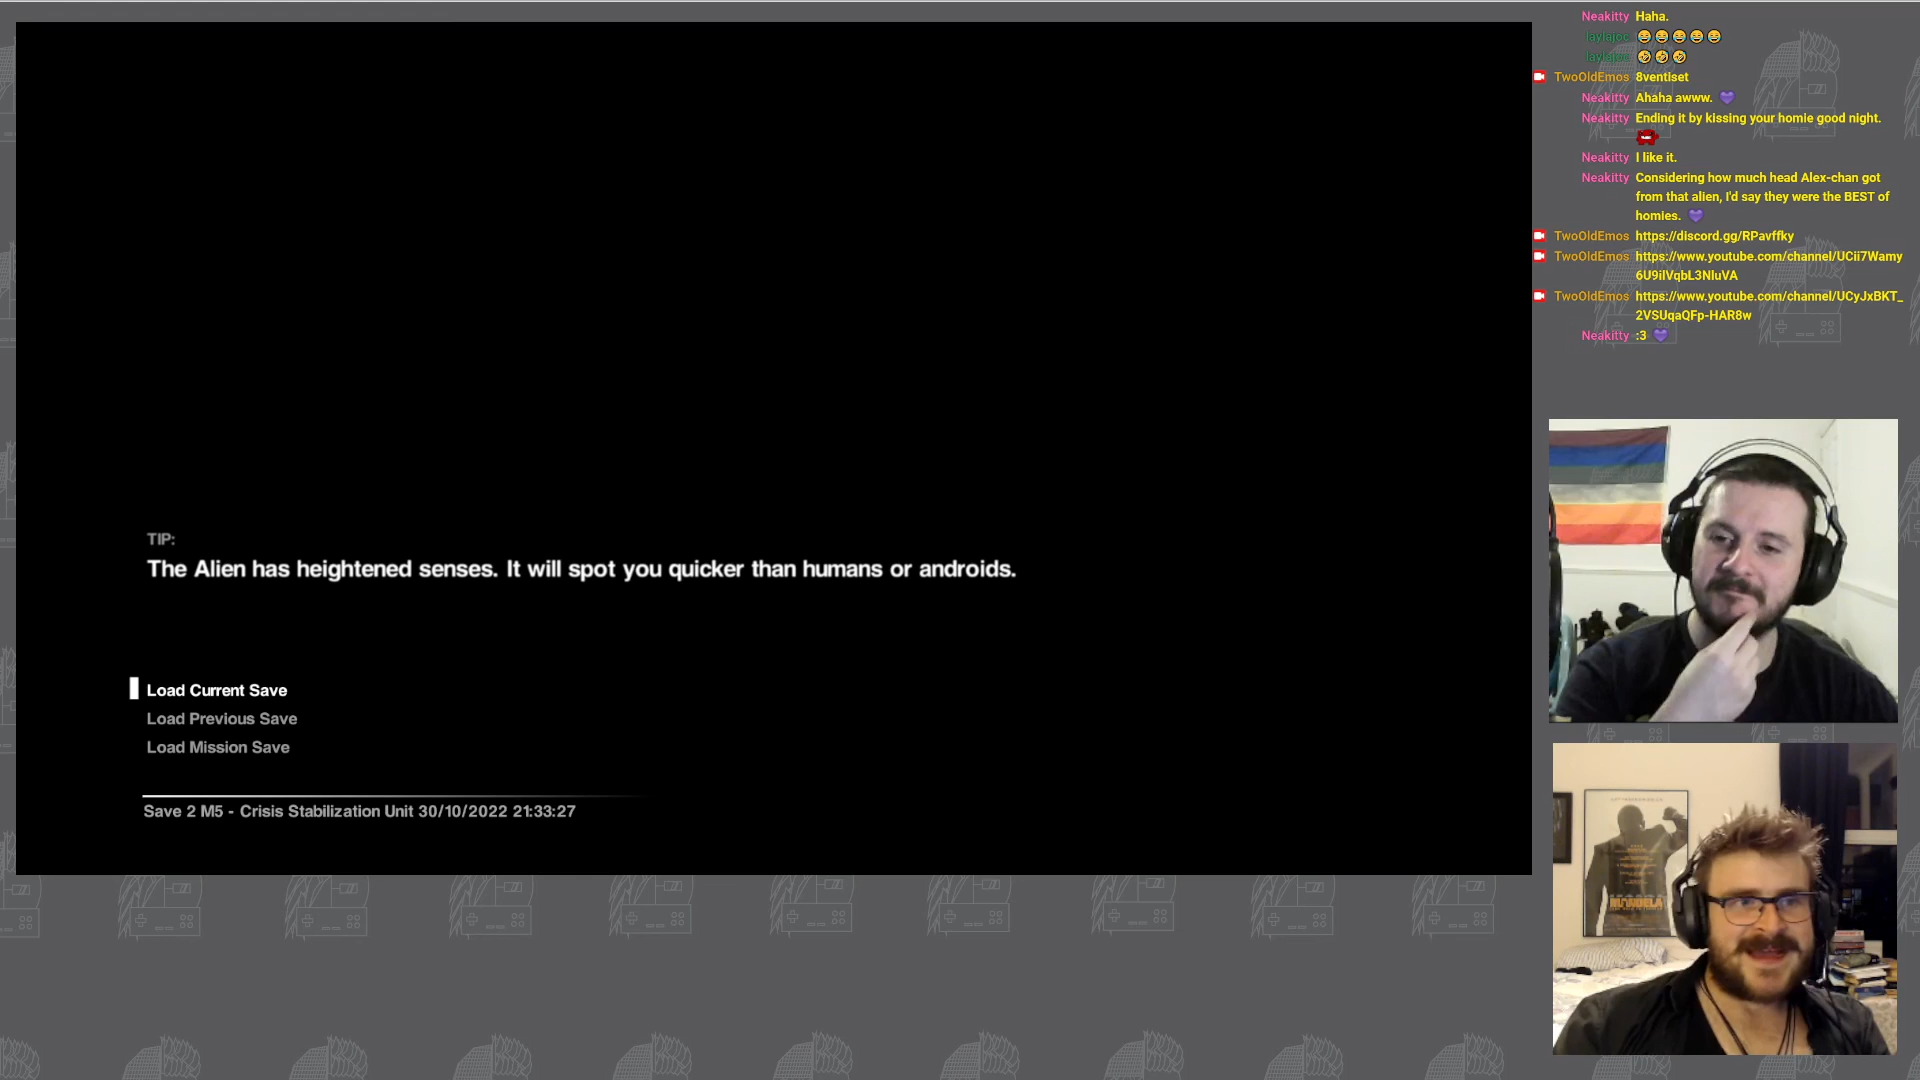 TIP:
The Alien has heightened senses. It will spot you quicker than humans or androids.
Load Current Save
Load Previous Save
Load Mission Save
Save 2 M5 - Crisis Stabilization Unit 30/10/2022 21:33:27
Neakitty Haha.
laylajoc 😂😂😂😂😂
laylajoc 🤣🤣🤣
TwoOldEmos 8ventiset
Neakitty Ahaha awww. 💜
Neakitty Ending it by kissing your homie good night.
Neakitty I like it.
Neakitty Considering how much head Alex-chan got
from that alien, I'd say they were the BEST of
homies. 💜
TwoOldEmos https://discord.gg/RPavffky
TwoOldEmos https://www.youtube.com/channel/UCii7Wamy
6U9iIVqbL3NIuVA
TwoOldEmos https://www.youtube.com/channel/UCyJxBKT_
2VSUqaQFp-HAR8w
Neakitty :3 💜